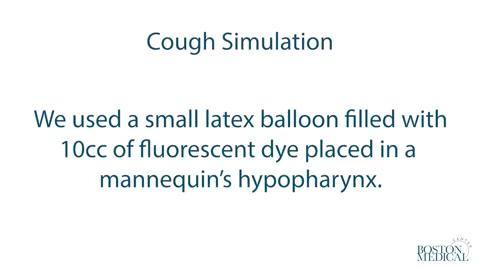 Cough Simulation
We used a small latex balloon filled with
10cc of fluorescent dye placed in a
mannequin's hypopharynx.
BOSTON
MEDICAL
CENTER